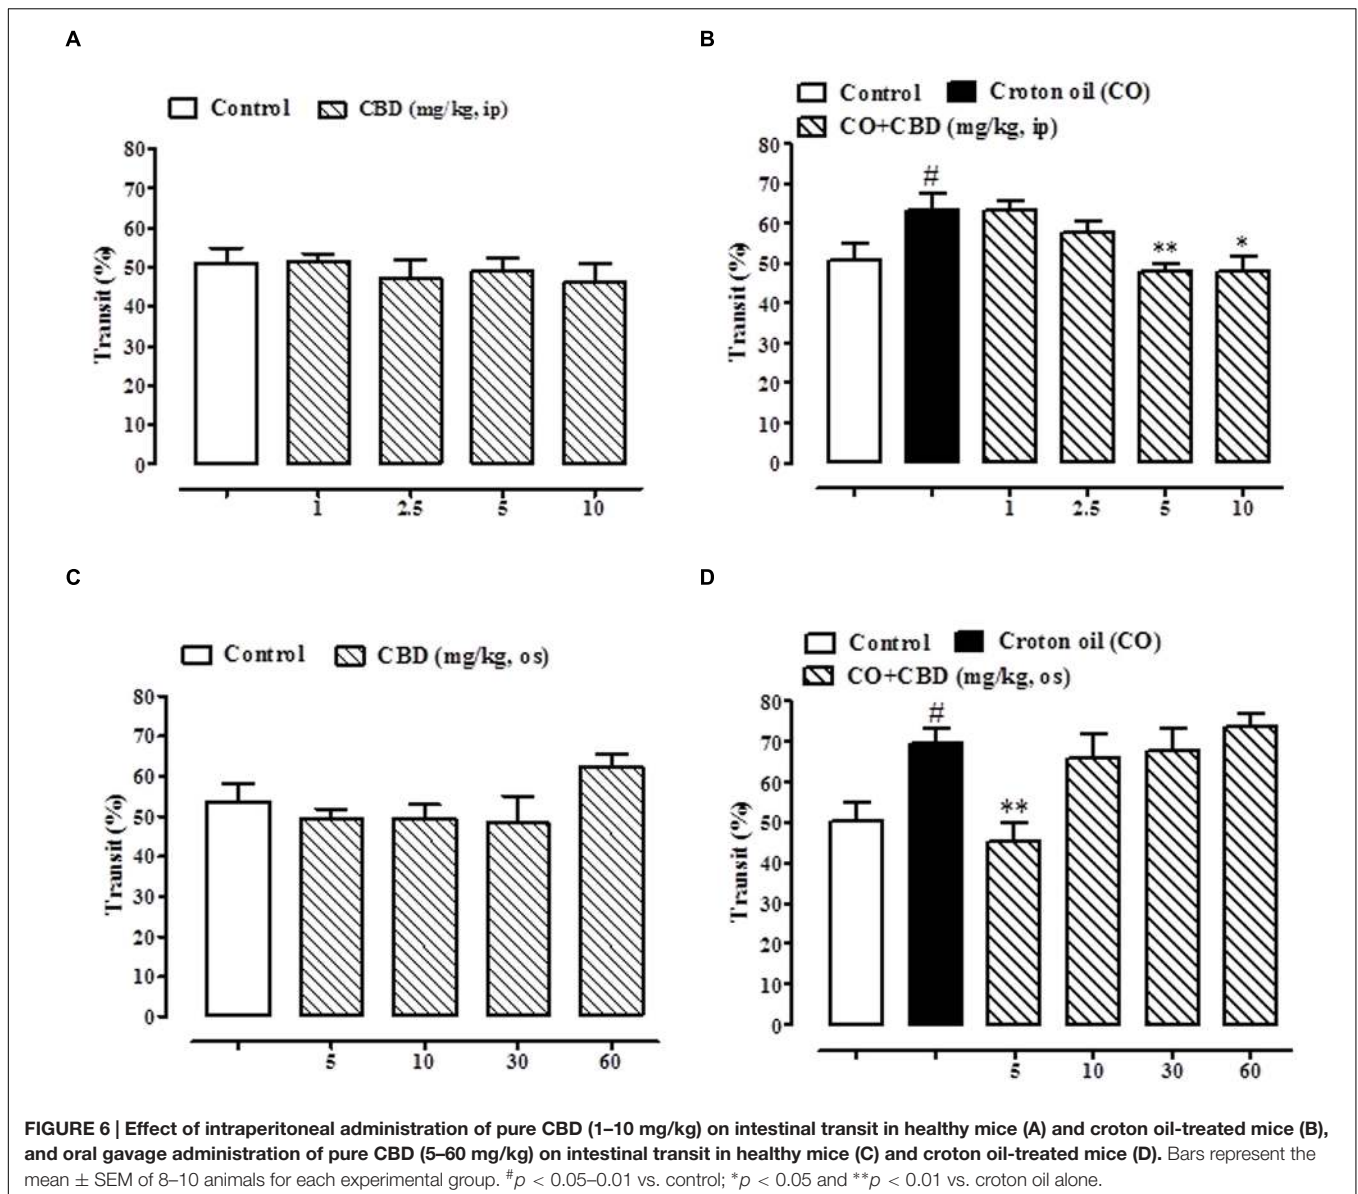 A
Control CBD (mg/kg, ip)
80
70
60
50
40
30
20
10
0
Transit (%)
1 2.5 5 10
B
Control Croton oil (CO)
CO+CBD (mg/kg, ip)
80
70
60
50
40
30
20
10
0
Transit (%)
#
**
*
1 2.5 5 10
C
Control CBD (mg/kg, os)
80
70
60
50
40
30
20
10
0
Transit (%)
5 10 30 60
D
Control Croton oil (CO)
CO+CBD (mg/kg, os)
80
70
60
50
40
30
20
10
0
Transit (%)
#
**
5 10 30 60
FIGURE 6 | Effect of intraperitoneal administration of pure CBD (1–10 mg/kg) on intestinal transit in healthy mice (A) and croton oil-treated mice (B),
and oral gavage administration of pure CBD (5–60 mg/kg) on intestinal transit in healthy mice (C) and croton oil-treated mice (D). Bars represent the
mean ± SEM of 8–10 animals for each experimental group. #p < 0.05–0.01 vs. control; *p < 0.05 and **p < 0.01 vs. croton oil alone.